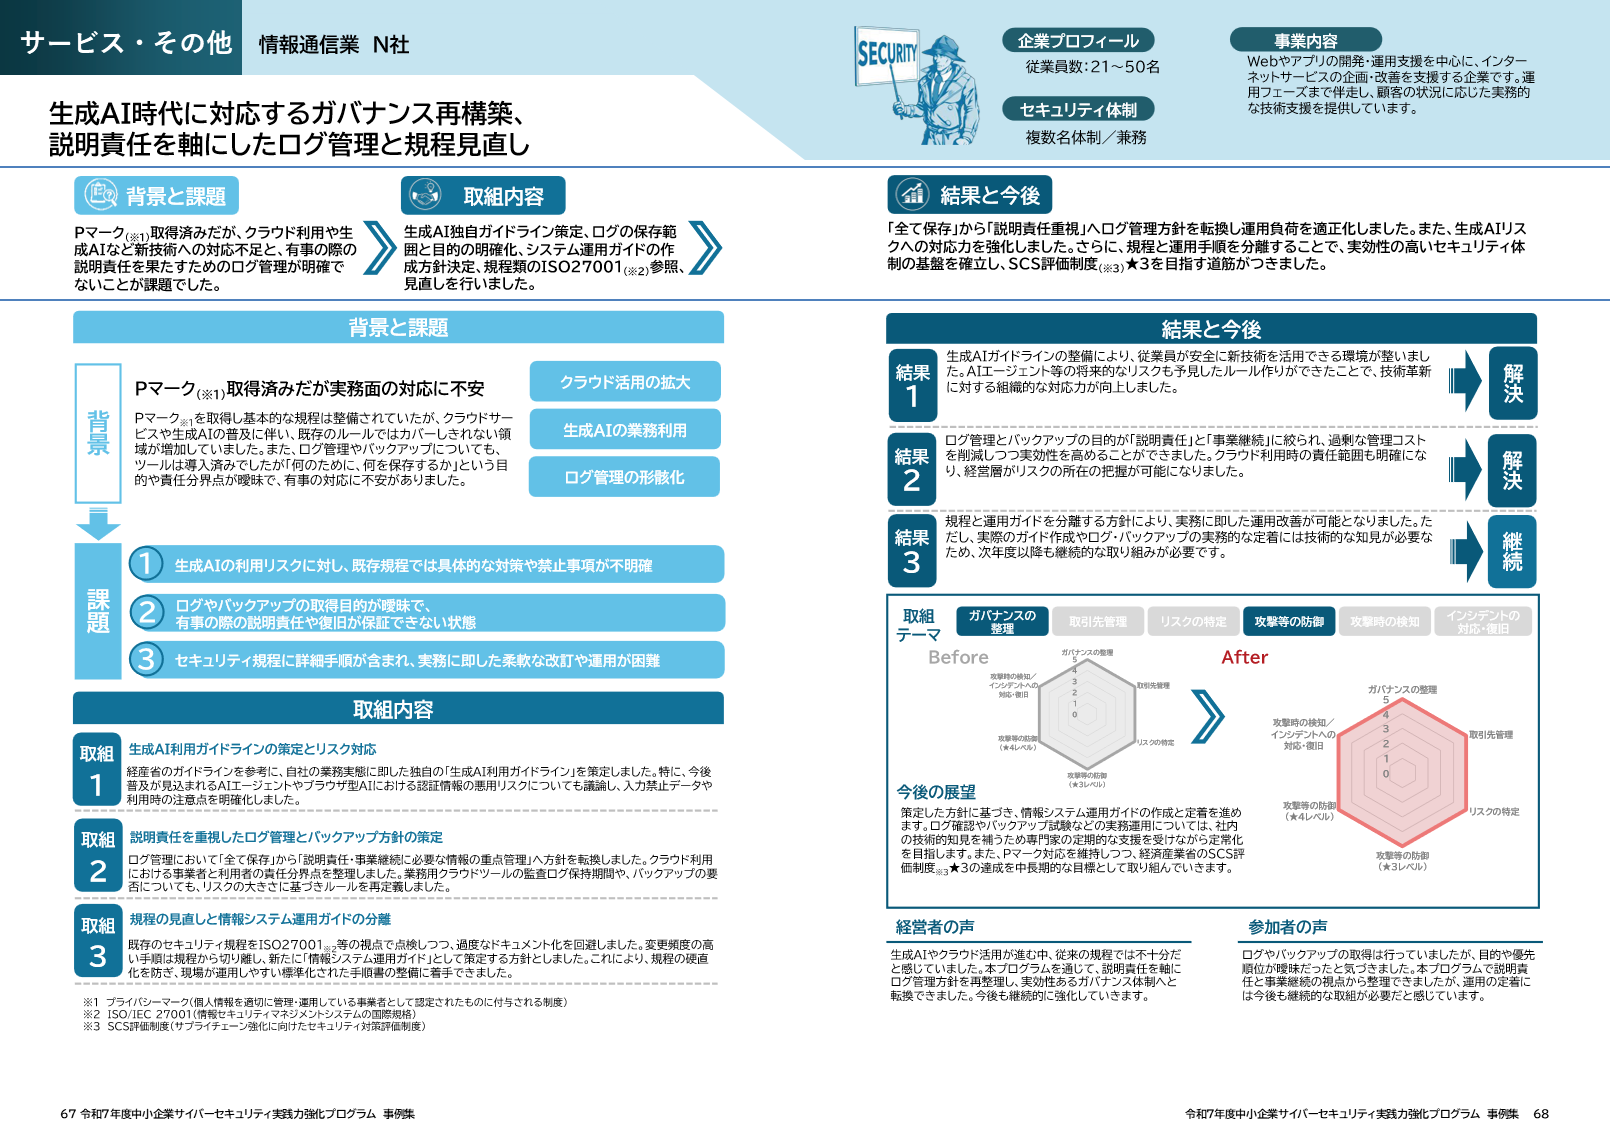 サービス・その他
情報通信業 N社
生成AI時代に対応するガバナンス再構築、
説明責任を軸にしたログ管理と規程見直し
SECURITY
企業プロフィール
従業員数：21～50名
セキュリティ体制
複数名体制／兼務
事業内容
Webやアプリの開発・運用支援を中心に、インター
ネットサービスの企画・改善を支援する企業です。運
用フェーズまで伴走し、顧客の状況に応じた実務的
な技術支援を提供しています。
背景と課題
Pマーク(※1)取得済みだが、クラウド利用や生
成AIなど新技術への対応不足と、有事の際の
説明責任を果たすためのログ管理が明確で
ないことが課題でした。
取組内容
生成AI独自ガイドライン策定、ログの保存範
囲と目的の明確化、システム運用ガイドの作
成方針決定、規程類のISO27001(※2)参照、
見直しを行いました。
結果と今後
「全て保存」から「説明責任重視」へログ管理方針を転換し運用負荷を適正化しました。また、生成AIリス
クへの対応力を強化しました。さらに、規程と運用手順を分離することで、実効性の高いセキュリティ体
制の基盤を確立し、SCS評価制度(※3)★3を目指す道筋がつきました。
背景と課題
背景
Pマーク(※1)取得済みだが実務面の対応に不安
Pマーク※1を取得し基本的な規程は整備されていたが、クラウドサー
ビスや生成AIの普及に伴い、既存のルールではカバーしきれない領
域が増加していました。また、ログ管理やバックアップについても、
ツールは導入済みでしたが「何のために、何を保存するか」という目
的や責任分界点が曖昧で、有事の対応に不安がありました。
クラウド活用の拡大
生成AIの業務利用
ログ管理の形骸化
課題
1 生成AIの利用リスクに対し、既存規程では具体的な対策や禁止事項が不明確
2 ログやバックアップの取得目的が曖昧で、
有事の際の説明責任や復旧が保証できない状態
3 セキュリティ規程に詳細手順が含まれ、実務に即した柔軟な改訂や運用が困難
取組内容
取組
1
生成AI利用ガイドラインの策定とリスク対応
経産省のガイドラインを参考に、自社の業務実態に即した独自の「生成AI利用ガイドライン」を策定しました。特に、今後
普及が見込まれるAIエージェントやブラウザ型AIにおける認証情報の悪用リスクについても議論し、入力禁止データや
利用時の注意点を明確化しました。
取組
2
説明責任を重視したログ管理とバックアップ方針の策定
ログ管理において「全て保存」から「説明責任・事業継続に必要な情報の重点管理」へ方針を転換しました。クラウド利用
における事業者と利用者の責任分界点を整理しました。業務用クラウドツールの監査ログ保持期間や、バックアップの要
否についても、リスクの大きさに基づきルールを再定義しました。
取組
3
規程の見直しと情報システム運用ガイドの分離
既存のセキュリティ規程をISO27001※2等の視点で点検しつつ、過度なドキュメント化を回避しました。変更頻度の高
い手順は規程から切り離し、新たに「情報システム運用ガイド」として策定する方針としました。これにより、規程の硬直
化を防ぎ、現場が運用しやすい標準化された手順書の整備に着手できました。
※1 プライバシーマーク（個人情報を適切に管理・運用している事業者として認定されたものに付与される制度）
※2 ISO/IEC 27001（情報セキュリティマネジメントシステムの国際規格）
※3 SCS評価制度（サプライチェーン強化に向けたセキュリティ対策評価制度）
結果と今後
結果
1
生成AIガイドラインの整備により、従業員が安全に新技術を活用できる環境が整いまし
た。AIエージェント等の将来的なリスクも予見したルール作りができたことで、技術革新
に対する組織的な対応力が向上しました。
解決
結果
2
ログ管理とバックアップの目的が「説明責任」と「事業継続」に絞られ、過剰な管理コスト
を削減しつつ実効性を高めることができました。クラウド利用時の責任範囲も明確にな
り、経営層がリスクの所在の把握が可能になりました。
解決
結果
3
規程と運用ガイドを分離する方針により、実務に即した運用改善が可能となりました。た
だし、実際のガイド作成やログ・バックアップの実務的な定着には技術的な知見が必要な
ため、次年度以降も継続的な取り組みが必要です。
継続
取組
テーマ
ガバナンスの
整理
取引先管理
リスクの特定
攻撃等の防御
攻撃時の検知
インシデントの
対応・復旧
Before
ガバナンスの整理
5
4
3
2
1
0
取引先管理
リスクの特定
攻撃等の防御
(★3レベル)
攻撃等の防御
(★4レベル)
攻撃時の検知／
インシデントへの
対応・復旧
After
ガバナンスの整理
5
4
3
2
1
0
取引先管理
リスクの特定
攻撃等の防御
(★3レベル)
攻撃等の防御
(★4レベル)
攻撃時の検知／
インシデントへの
対応・復旧
今後の展望
策定した方針に基づき、情報システム運用ガイドの作成と定着を進め
ます。ログ確認やバックアップ試験などの実務運用については、社内
の技術的知見を補うため専門家の定期的な支援を受けながら定常化
を目指します。また、Pマーク対応を維持しつつ、経済産業省のSCS評
価制度※3★3の達成を中長期的な目標として取り組んでいきます。
経営者の声
生成AIやクラウド活用が進む中、従来の規程では不十分だ
と感じていました。本プログラムを通じて、説明責任を軸に
ログ管理方針を再整理し、実効性あるガバナンス体制へと
転換できました。今後も継続的に強化していきます。
参加者の声
ログやバックアップの取得は行っていましたが、目的や優先
順位が曖昧だったと気づきました。本プログラムで説明責
任と事業継続の視点から整理できましたが、運用の定着に
は今後も継続的な取組が必要だと感じています。
67 令和7年度中小企業サイバーセキュリティ実践力強化プログラム 事例集
令和7年度中小企業サイバーセキュリティ実践力強化プログラム 事例集 68